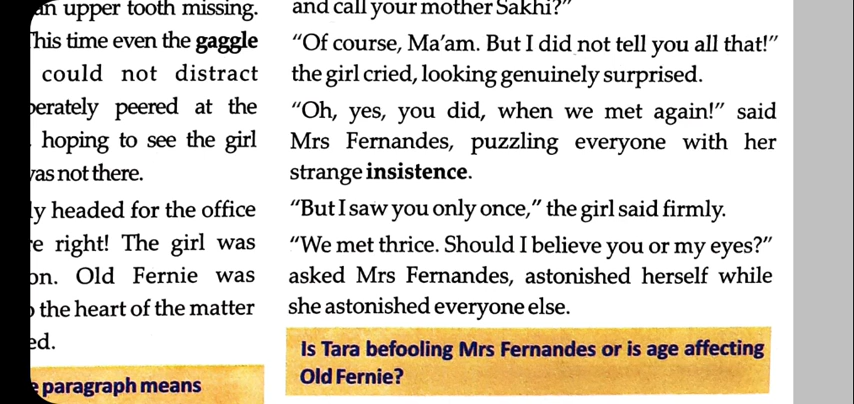 upper tooth missing.
This time even the gaggle
could not distract
peered at the
hoping to see the girl
was not there.
headed for the office
right! The girl was
Old Fernie was
the heart of the matter
paragraph means
and call your mother Sakhi?"
"Of course, Ma'am. But I did not tell you all that!"
the girl cried, looking genuinely surprised.
"Oh, yes, you did, when we met again!" said
Mrs Fernandes, puzzling everyone with her
strange insistence.
"But I saw you only once," the girl said firmly.
"We met thrice. Should I believe you or my eyes?"
asked Mrs Fernandes, astonished herself while
she astonished everyone else.
Is Tara befooling Mrs Fernandes or is age affecting
Old Fernie?